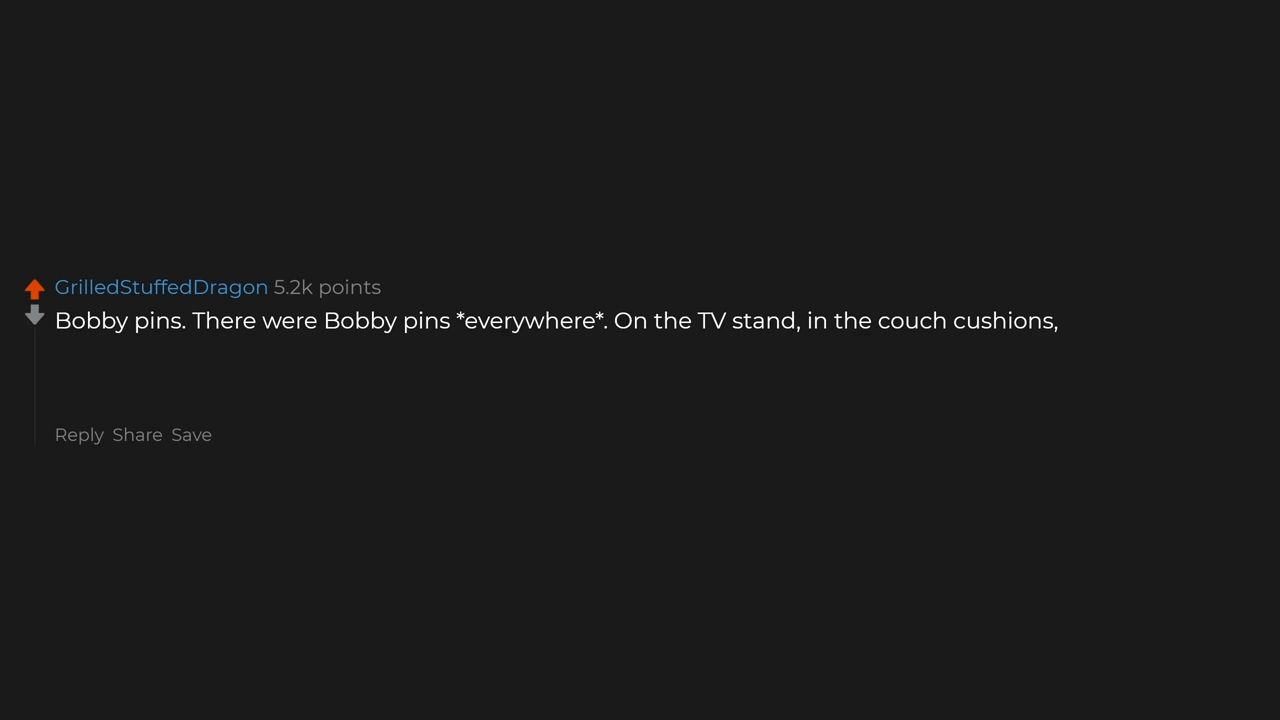 GrilledStuffedDragon 5.2k points
Bobby pins. There were Bobby pins *everywhere*. On the TV stand, in the couch cushions,
Reply Share Save